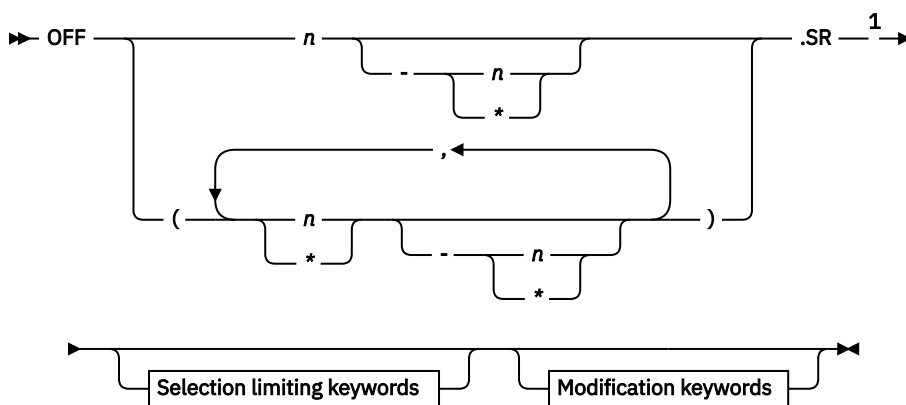 OFF n .SR 1
- n
*
,
( n )
*
- n
*
Selection limiting keywords Modification keywords